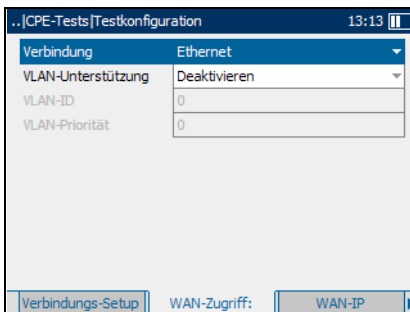 ..|CPE-Tests|Testkonfiguration 13:13
Verbindung Ethernet
VLAN-Unterstützung Deaktivieren
VLAN-ID 0
VLAN-Priorität 0
Verbindungs-Setup WAN-Zugriff: WAN-IP